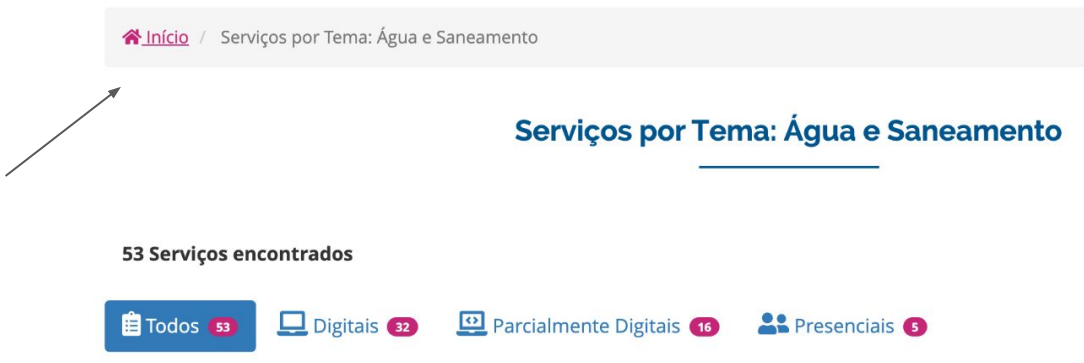 Início / Serviços por Tema: Água e Saneamento
Serviços por Tema: Água e Saneamento
53 Serviços encontrados
Todos 53 Digitais 32 Parcialmente Digitais 16 Presenciais 5